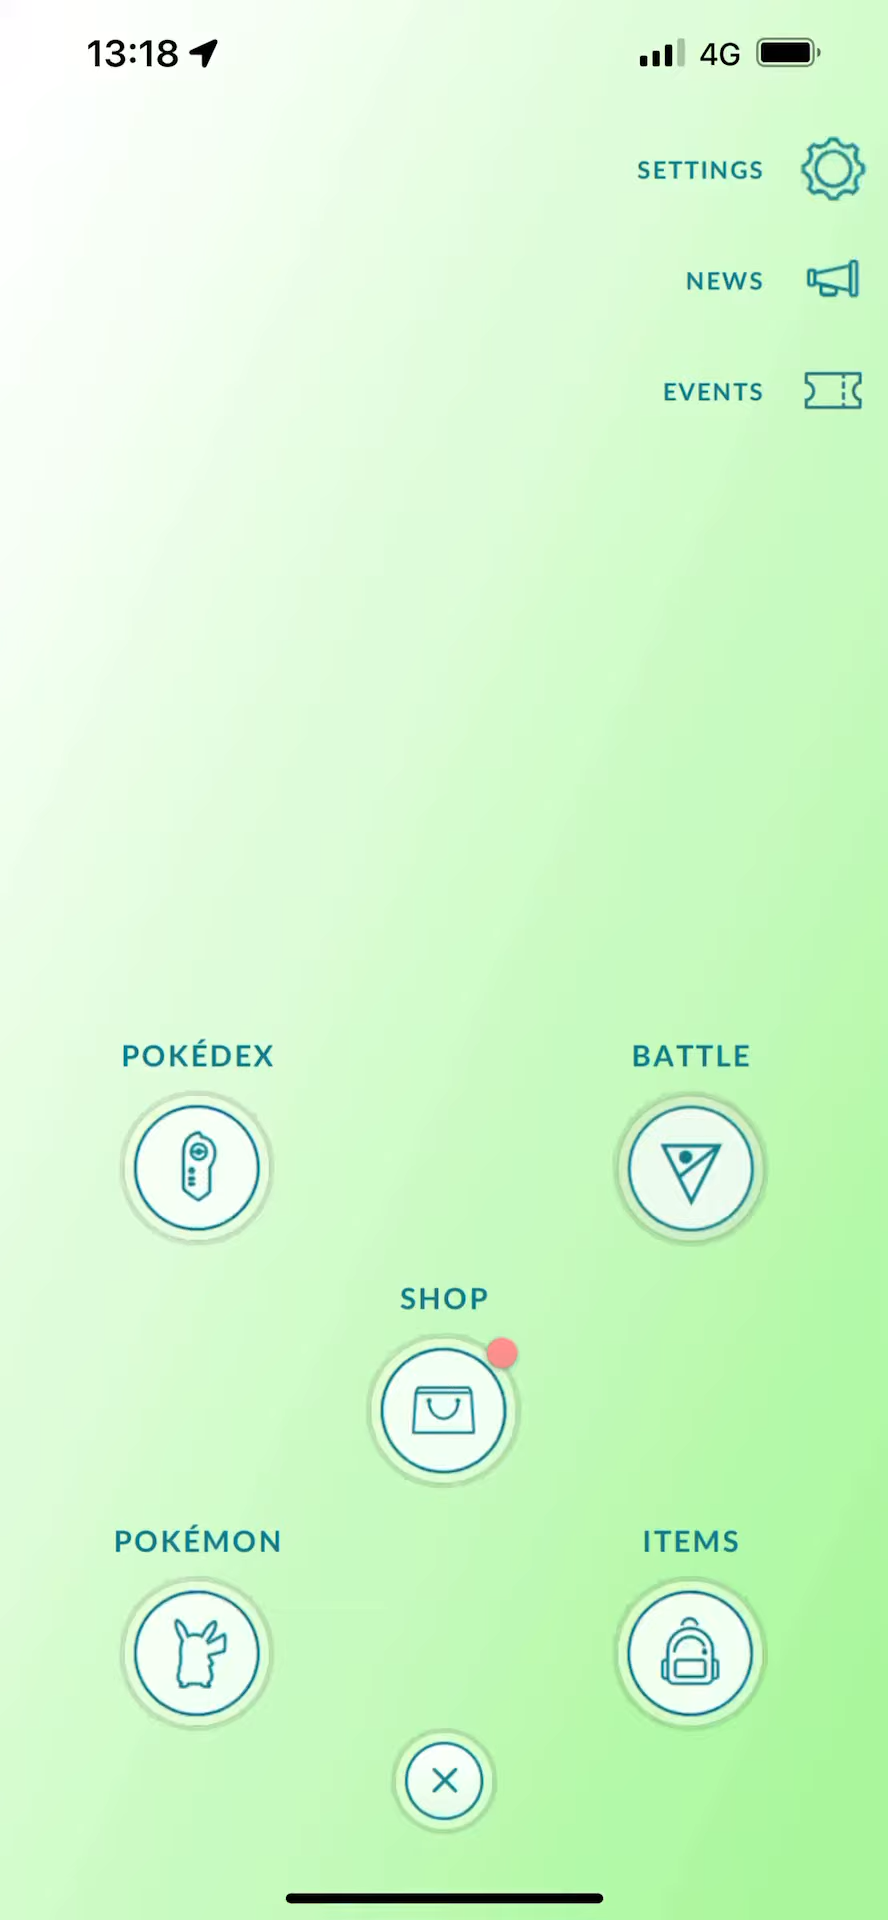 13:18
4G
SETTINGS
NEWS
EVENTS
POKÉDEX
BATTLE
SHOP
POKÉMON
ITEMS